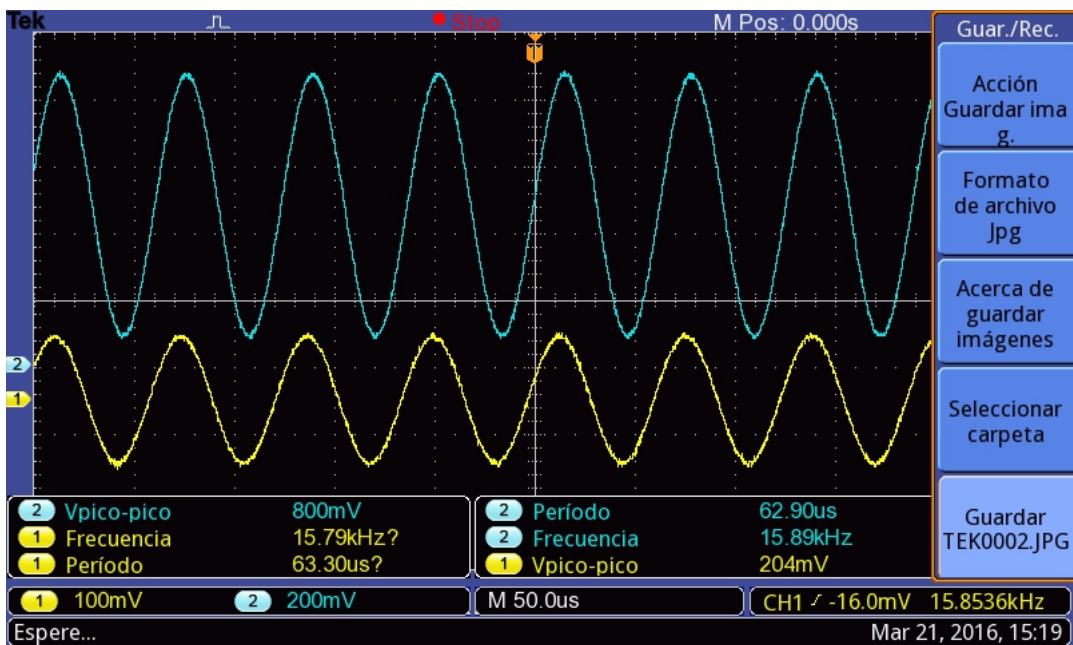 Tek
Stop
M Pos: 0.000s
Guar./Rec.
Acción
Guardar ima
g.
Formato
de archivo
Jpg
Acerca de
guardar
imágenes
Seleccionar
carpeta
Guardar
TEK0002.JPG
2
1
2 Vpico-pico 800mV
1 Frecuencia 15.79kHz?
1 Período 63.30us?
2 Período 62.90us
2 Frecuencia 15.89kHz
1 Vpico-pico 204mV
1 100mV 2 200mV M 50.0us CH1 -16.0mV 15.8536kHz
Espere... Mar 21, 2016, 15:19